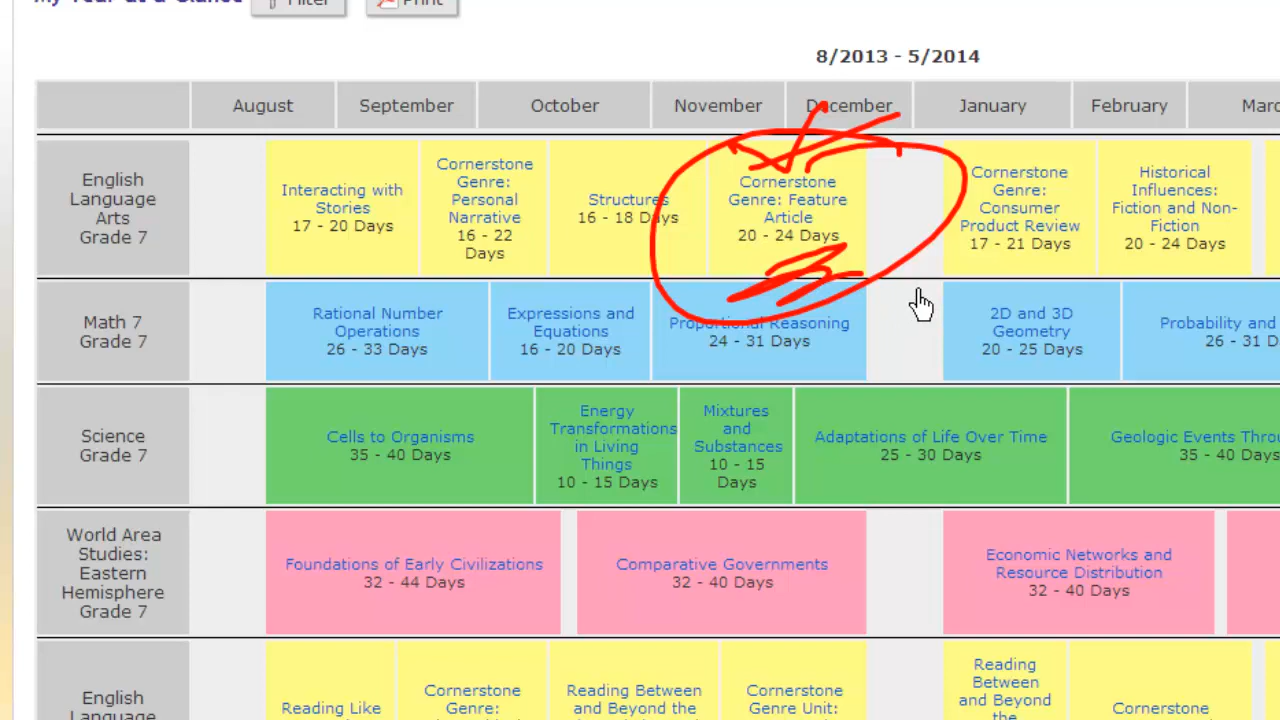 My Year at a Glance
Filter
Print
8/2013 - 5/2014
August
September
October
November
December
January
February
English
Language
Arts
Grade 7
Interacting with
Stories
17 - 20 Days
Cornerstone
Genre:
Personal
Narrative
16 - 22
Days
Structures
16 - 18 Days
Cornerstone
Genre: Feature
Article
20 - 24 Days
Cornerstone
Genre:
Consumer
Product Review
17 - 21 Days
Historical
Influences:
Fiction and Non-
Fiction
20 - 24 Days
Math 7
Grade 7
Rational Number
Operations
26 - 33 Days
Expressions and
Equations
16 - 20 Days
Proportional Reasoning
24 - 31 Days
2D and 3D
Geometry
20 - 25 Days
Probability and
26 - 31 D
Science
Grade 7
Cells to Organisms
35 - 40 Days
Energy
Transformations
in Living
Things
10 - 15 Days
Mixtures
and
Substances
10 - 15
Days
Adaptations of Life Over Time
25 - 30 Days
Geologic Events Throu
35 - 40 Days
World Area
Studies:
Eastern
Hemisphere
Grade 7
Foundations of Early Civilizations
32 - 44 Days
Comparative Governments
32 - 40 Days
Economic Networks and
Resource Distribution
32 - 40 Days
English
Reading Like
Cornerstone
Genre:
Reading Between
and Beyond the
Cornerstone
Genre Unit:
Reading
Between
and Beyond
the
Cornerstone